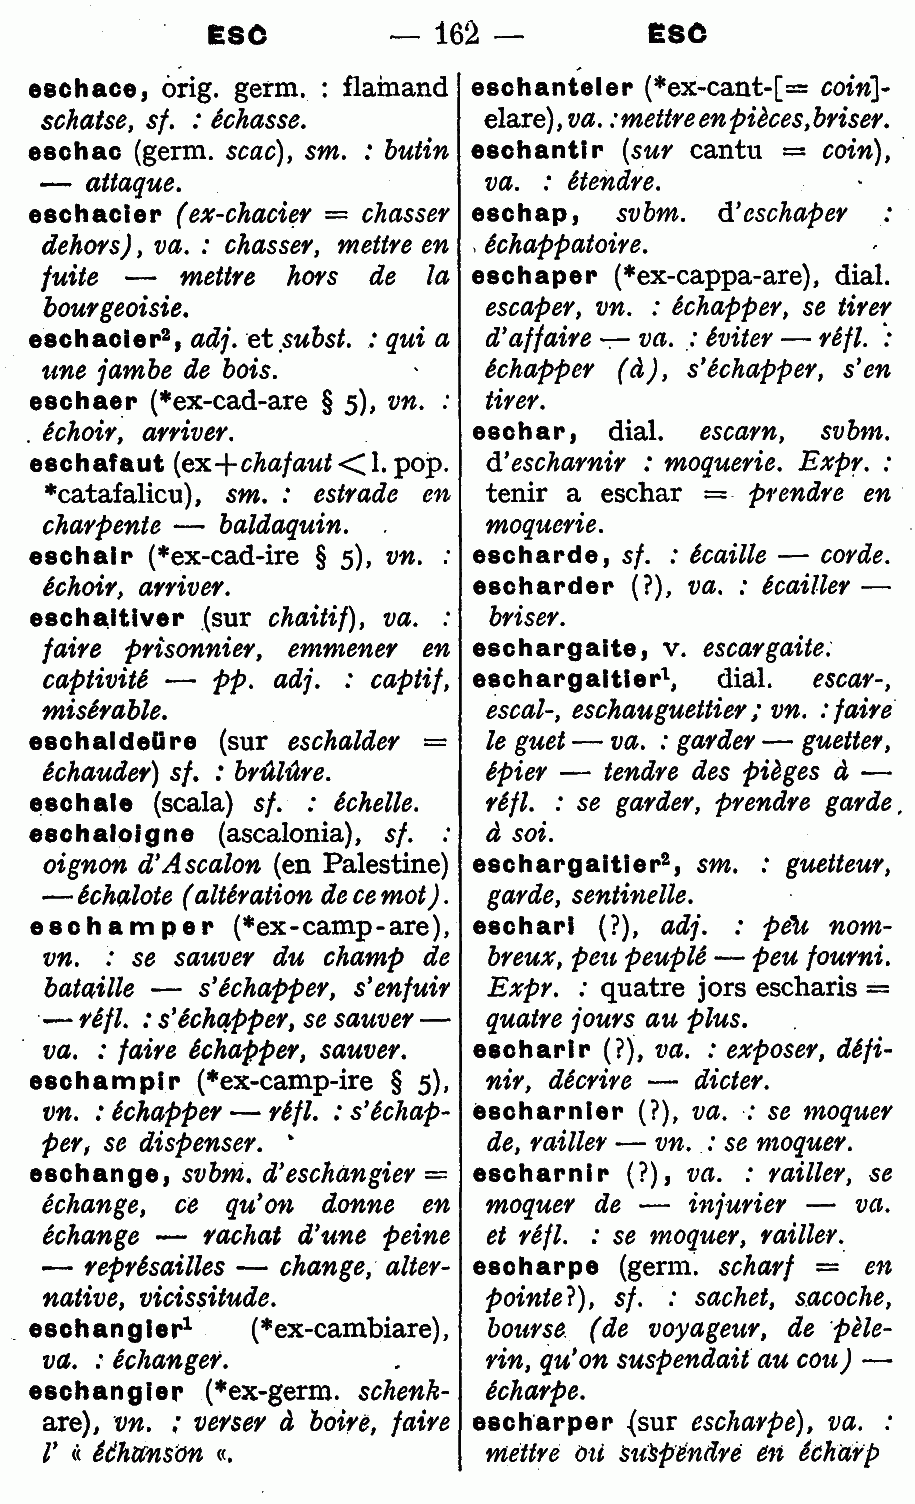 ESC — 162 — ESC
eschace, orig. germ. : flamand
schatse, sf. : échasse.
eschac (germ. scac), sm. : butin
— attaque.
eschacier (ex-chacier = chasser
dehors), va. : chasser, mettre en
fuite — mettre hors de la
bourgeoisie.
eschacier², adj. et subst. : qui a
une jambe de bois.
eschaer (*ex-cad-are § 5), vn. :
échoir, arriver.
eschafaut (ex+chafaut < l. pop.
*catafalicu), sm. : estrade en
charpente — baldaquin.
eschair (*ex-cad-ire § 5), vn. :
échoir, arriver.
eschaitiver (sur chaitif), va. :
faire prisonnier, emmener en
captivité — pp. adj. : captif,
misérable.
eschaldeüre (sur eschalder =
échauder) sf. : brûlûre.
eschale (scala) sf. : échelle.
eschaloigne (ascalonia), sf. :
oignon d'Ascalon (en Palestine)
— échalote (altération de ce mot).
eschamper (*ex-camp-are),
vn. : se sauver du champ de
bataille — s'échapper, s'enfuir
— réfl. : s'échapper, se sauver —
va. : faire échapper, sauver.
eschampir (*ex-camp-ire § 5),
vn. : échapper — réfl. : s'échap-
per, se dispenser.
eschange, svbm. d'eschangier =
échange, ce qu'on donne en
échange — rachat d'une peine
— représailles — change, alter-
native, vicissitude.
eschangier¹ (*ex-cambiare),
va. : échanger.
eschangier (*ex-germ. schenk-
are), vn. : verser à boire, faire
l' « échanson «.
eschanteler (*ex-cant-[= coin]-
elare), va. : mettre en pièces, briser.
eschantir (sur cantu = coin),
va. : étendre.
eschap, svbm. d'eschaper :
échappatoire.
eschaper (*ex-cappa-are), dial.
escaper, vn. : échapper, se tirer
d'affaire — va. : éviter — réfl. :
échapper (à), s'échapper, s'en
tirer.
eschar, dial. escarn, svbm.
d'escharnir : moquerie. Expr. :
tenir a eschar = prendre en
moquerie.
escharde, sf. : écaille — corde.
escharder (?), va. : écailler —
briser.
eschargaite, v. escargaite.
eschargaitier¹, dial. escar-,
escal-, eschauguettier ; vn. : faire
le guet — va. : garder — guetter,
épier — tendre des pièges à —
réfl. : se garder, prendre garde
à soi.
eschargaitier², sm. : guetteur,
garde, sentinelle.
eschari (?), adj. : peu nom-
breux, peu peuplé — peu fourni.
Expr. : quatre jors escharis =
quatre jours au plus.
escharir (?), va. : exposer, défi-
nir, décrire — dicter.
escharnier (?), va. : se moquer
de, railler — vn. : se moquer.
escharnir (?), va. : railler, se
moquer de — injurier — va.
et réfl. : se moquer, railler.
escharpe (germ. scharf = en
pointe ?), sf. : sachet, sacoche,
bourse (de voyageur, de pèle-
rin, qu'on suspendait au cou) —
écharpe.
escharper (sur escharpe), va. :
mettre ou suspendre en écharp